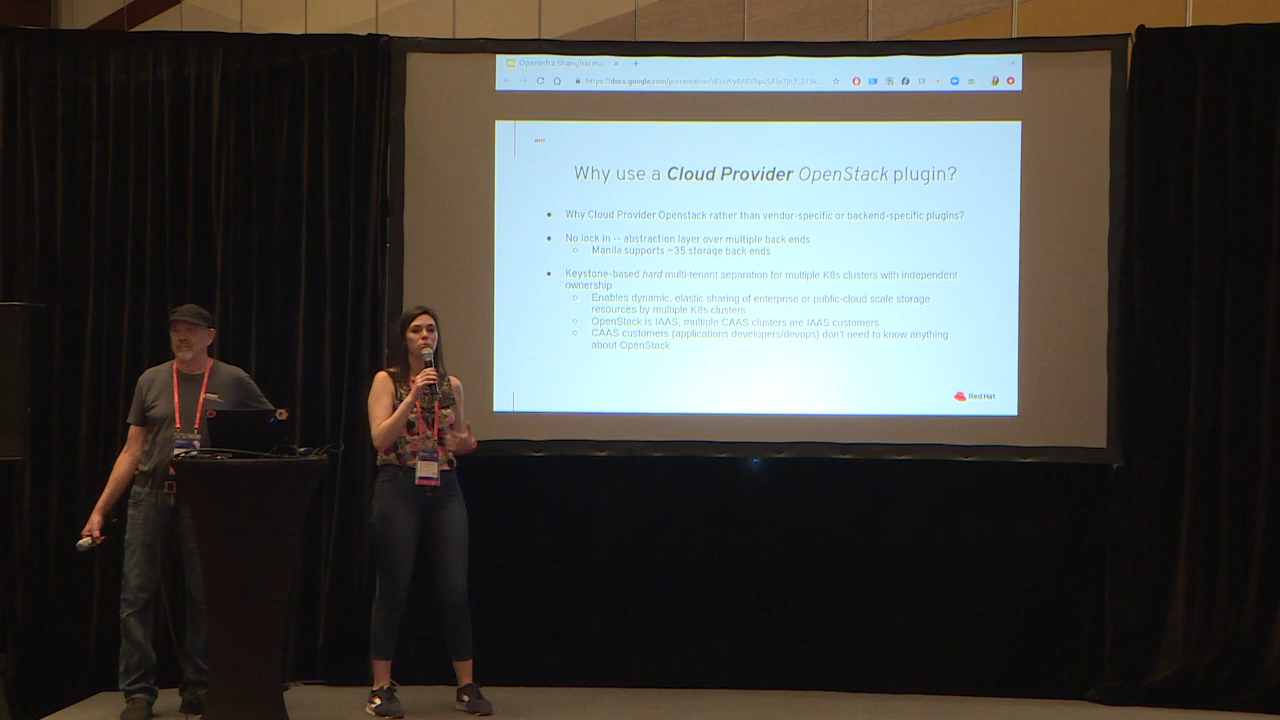 OpenInfra Shanghai
WHY?
Why use a Cloud Provider OpenStack plugin?
Why Cloud Provider Openstack rather than vendor-specific or backend-specific plugins?
No lock in -- abstraction layer over multiple back ends
Manila supports ~35 storage back ends
Keystone-based hard multi-tenant separation for multiple K8s clusters with independent
ownership
Enables dynamic, elastic sharing of enterprise or public-cloud scale storage
resources by multiple K8s clusters
OpenStack is IAAS, multiple CAAS clusters are IAAS customers
CAAS customers (applications developers/devops) don't need to know anything
about OpenStack
Red Hat